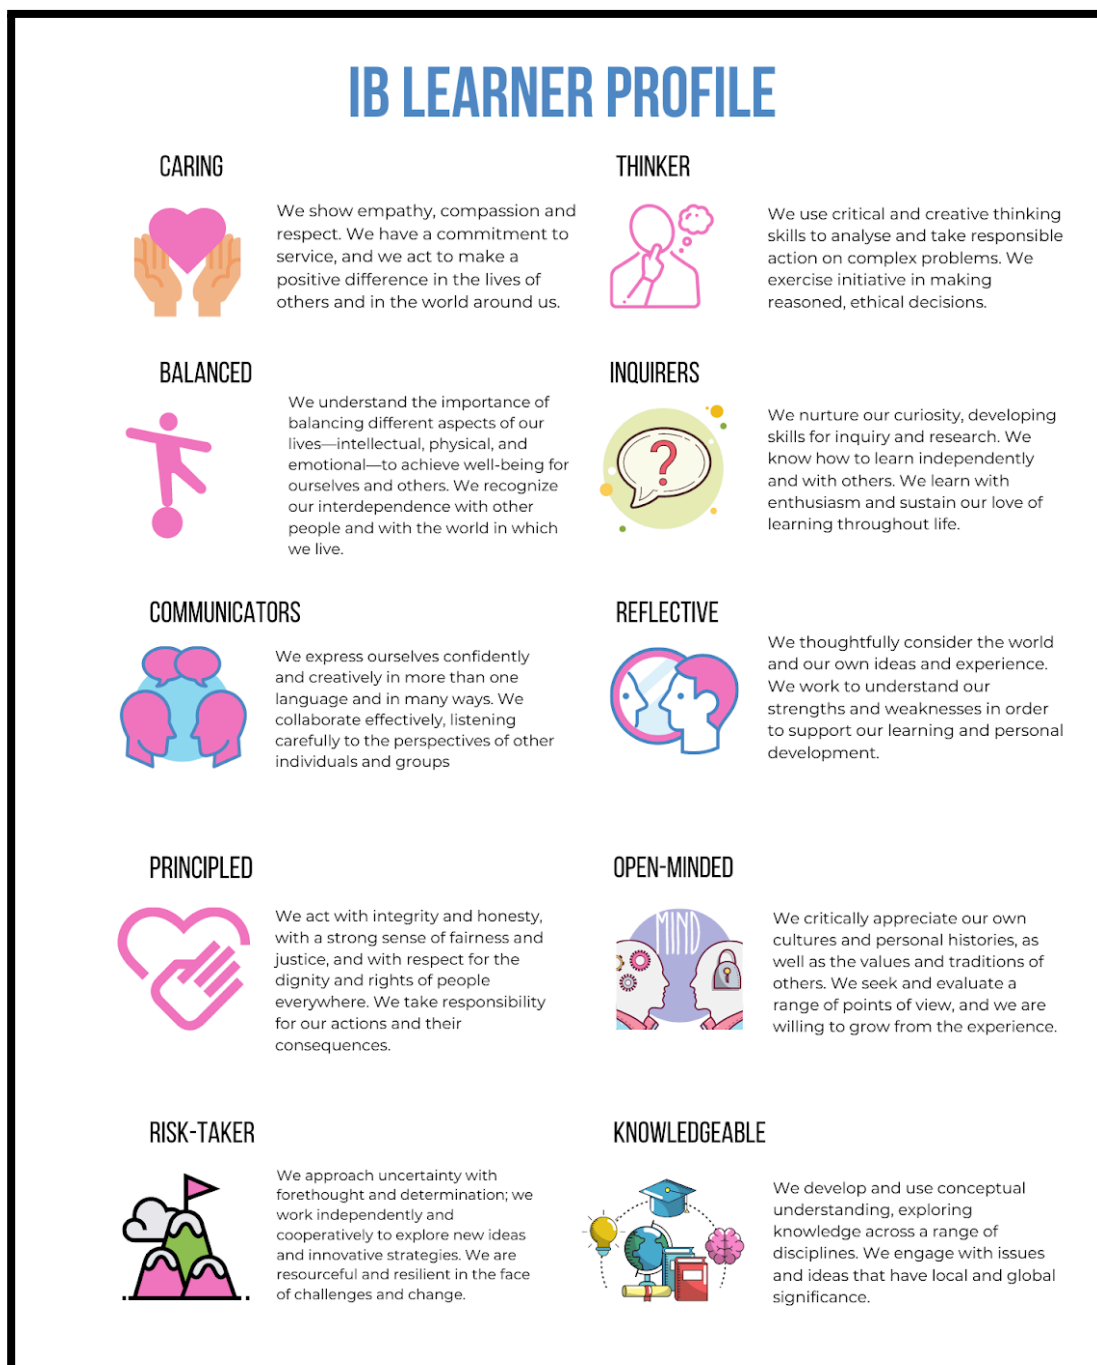 IB LEARNER PROFILE
CARING
We show empathy, compassion and
respect. We have a commitment to
service, and we act to make a
positive difference in the lives of
others and in the world around us.
THINKER
We use critical and creative thinking
skills to analyse and take responsible
action on complex problems. We
exercise initiative in making
reasoned, ethical decisions.
BALANCED
We understand the importance of
balancing different aspects of our
lives—intellectual, physical, and
emotional—to achieve well-being for
ourselves and others. We recognize
our interdependence with other
people and with the world in which
we live.
INQUIRERS
?
We nurture our curiosity, developing
skills for inquiry and research. We
know how to learn independently
and with others. We learn with
enthusiasm and sustain our love of
learning throughout life.
COMMUNICATORS
We express ourselves confidently
and creatively in more than one
language and in many ways. We
collaborate effectively, listening
carefully to the perspectives of other
individuals and groups
REFLECTIVE
We thoughtfully consider the world
and our own ideas and experience.
We work to understand our
strengths and weaknesses in order
to support our learning and personal
development.
PRINCIPLED
We act with integrity and honesty,
with a strong sense of fairness and
justice, and with respect for the
dignity and rights of people
everywhere. We take responsibility
for our actions and their
consequences.
OPEN-MINDED
MIND
We critically appreciate our own
cultures and personal histories, as
well as the values and traditions of
others. We seek and evaluate a
range of points of view, and we are
willing to grow from the experience.
RISK-TAKER
We approach uncertainty with
forethought and determination; we
work independently and
cooperatively to explore new ideas
and innovative strategies. We are
resourceful and resilient in the face
of challenges and change.
KNOWLEDGEABLE
We develop and use conceptual
understanding, exploring
knowledge across a range of
disciplines. We engage with issues
and ideas that have local and global
significance.